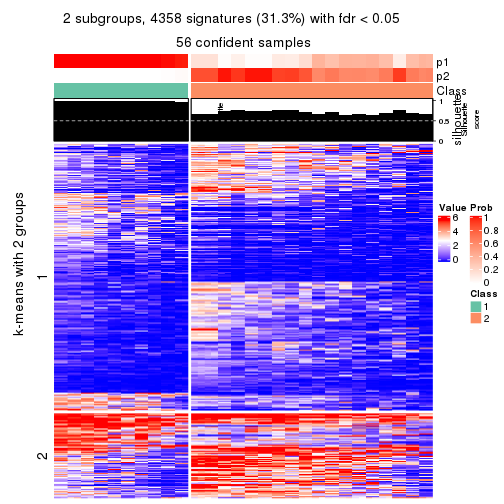 2 subgroups, 4358 signatures (31.3%) with fdr < 0.05
56 confident samples
p1
p2
Class
silhouette
Silhouette
score
1
0.5
0
k-means with 2 groups
1
2
Value
6
4
2
0
Prob
1
0.8
0.6
0.4
0.2
0
Class
1
2